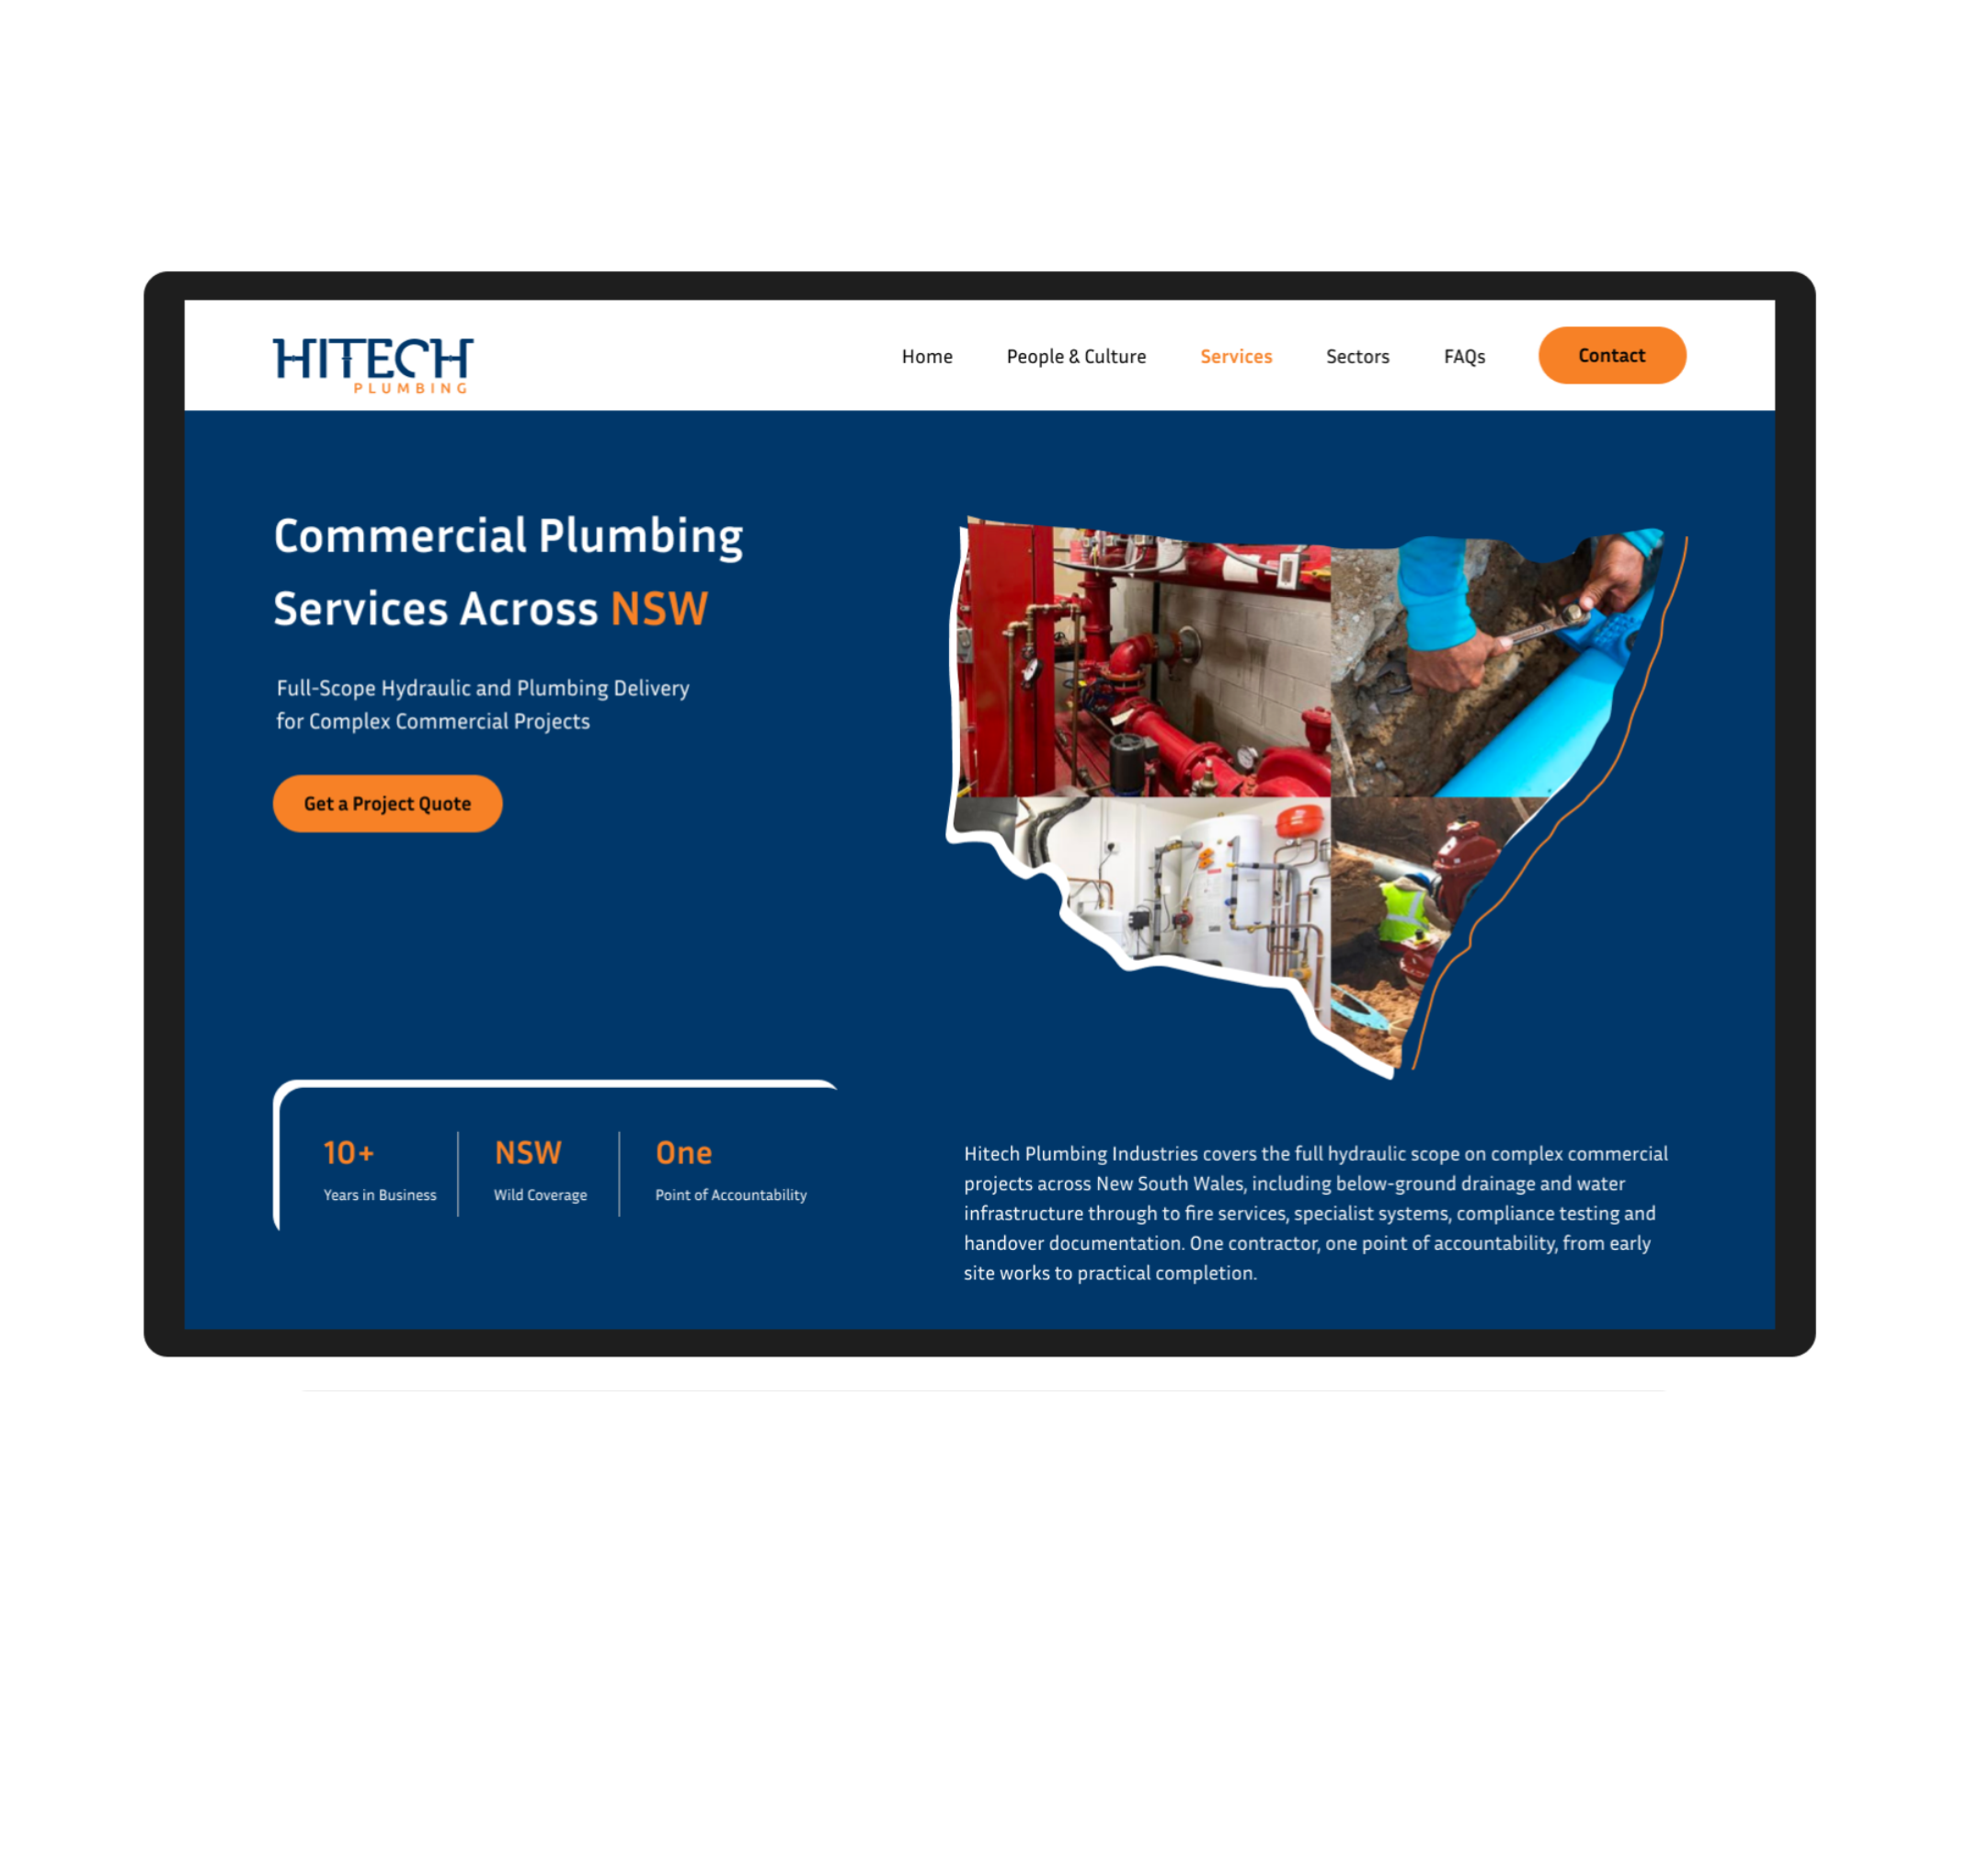 HITECH
PLUMBING
Home
People & Culture
Services
Sectors
FAQs
Contact
Commercial Plumbing
Services Across NSW
Full-Scope Hydraulic and Plumbing Delivery
for Complex Commercial Projects
Get a Project Quote
10+
Years in Business
NSW
Wild Coverage
One
Point of Accountability
Hitech Plumbing Industries covers the full hydraulic scope on complex commercial
projects across New South Wales, including below-ground drainage and water
infrastructure through to fire services, specialist systems, compliance testing and
handover documentation. One contractor, one point of accountability, from early
site works to practical completion.